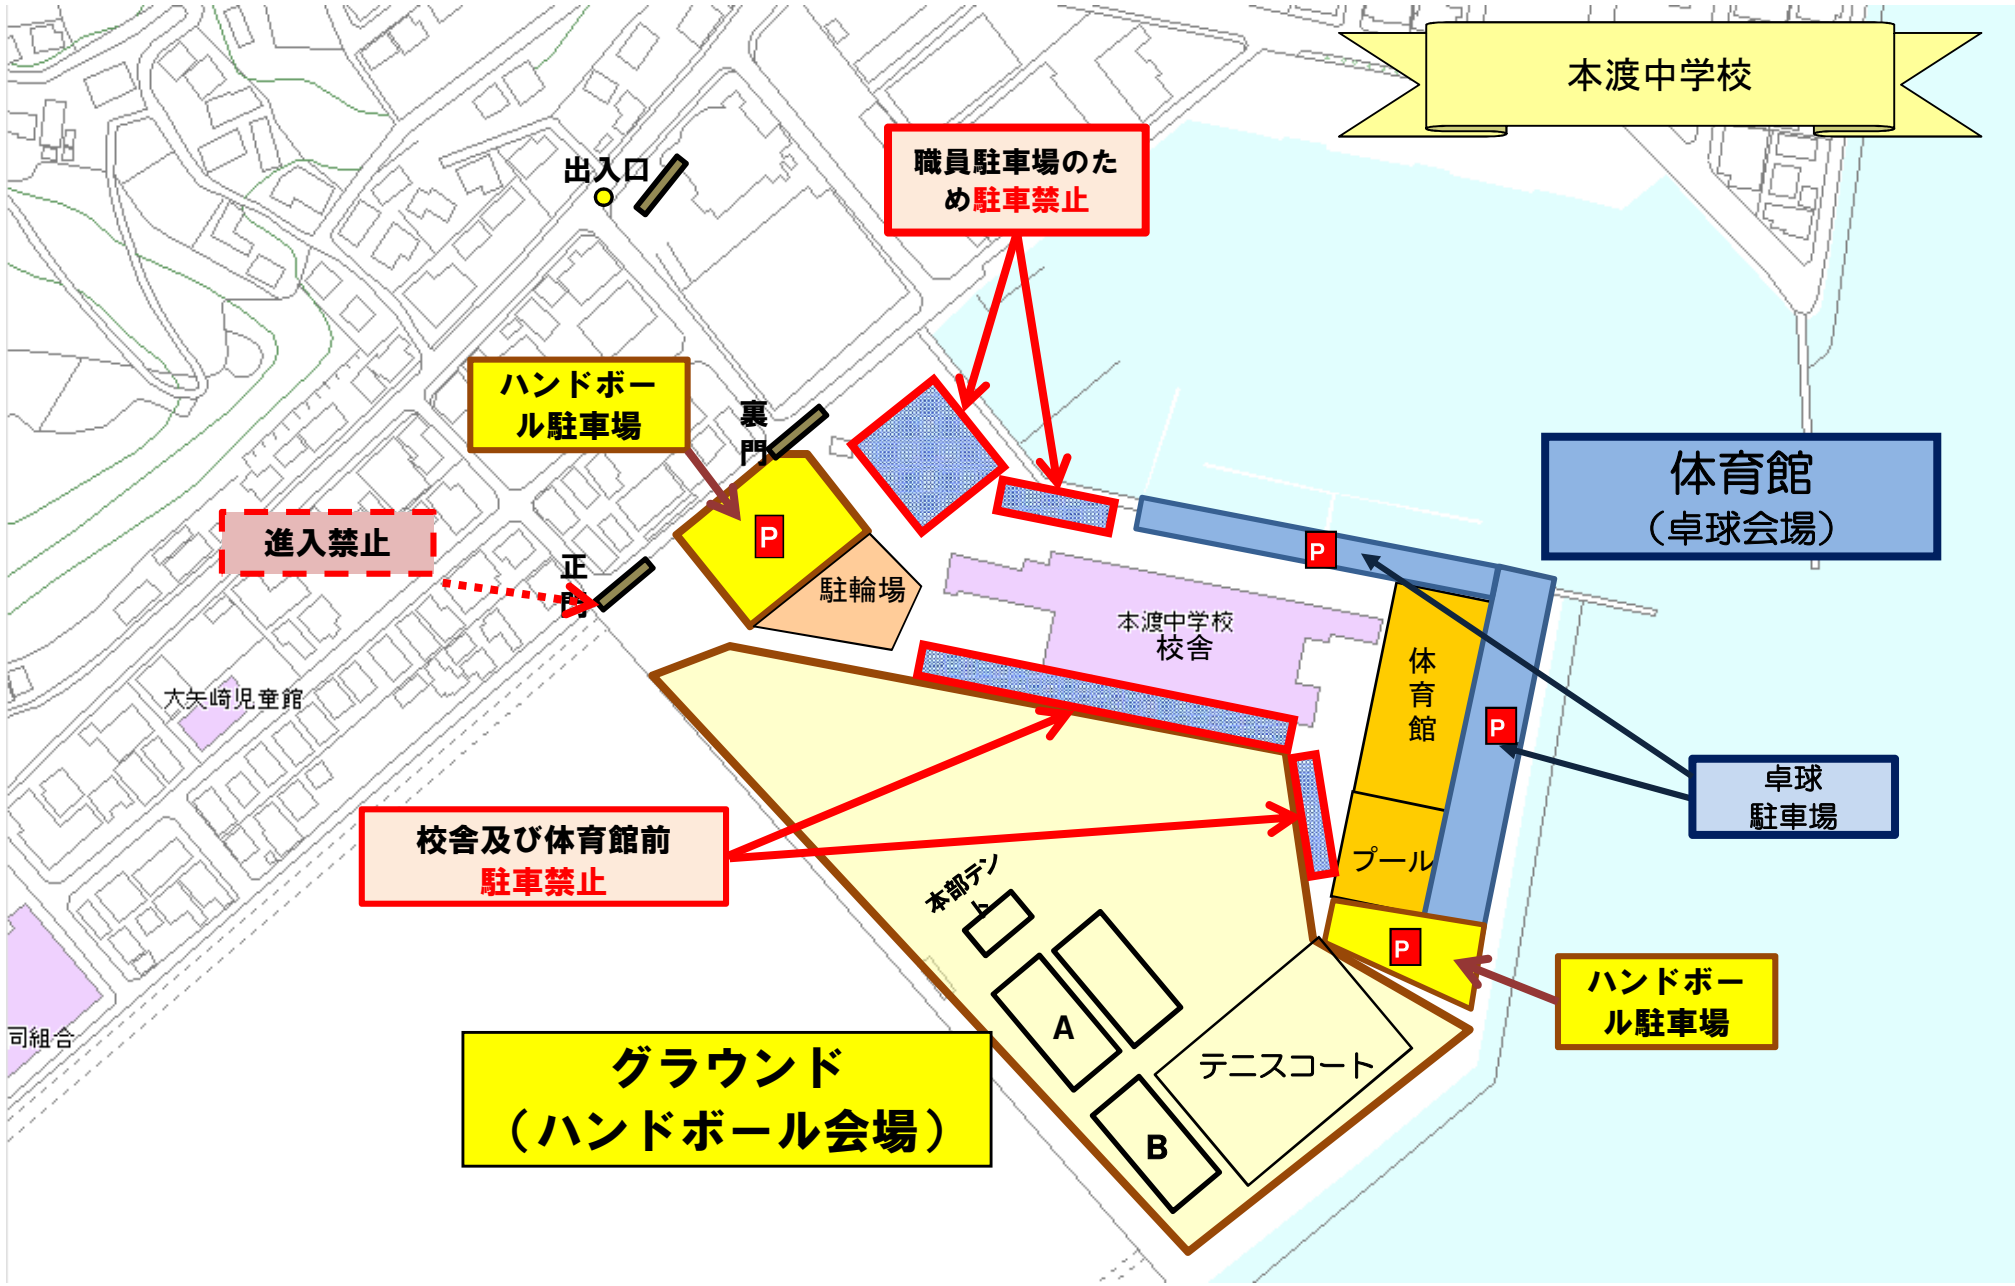 本渡中学校
職員駐車場のた
め駐車禁止
出入口
ハンドボー
ル駐車場
裏
門
体育館
（卓球会場）
進入禁止
正
門
P
P
駐輪場
本渡中学校
校舎
体
育
館
大矢崎児童館
P
卓球
駐車場
校舎及び体育館前
駐車禁止
プール
本部テン
ト
P
ハンドボー
ル駐車場
A
司組合
グラウンド
（ハンドボール会場）
テニスコート
B